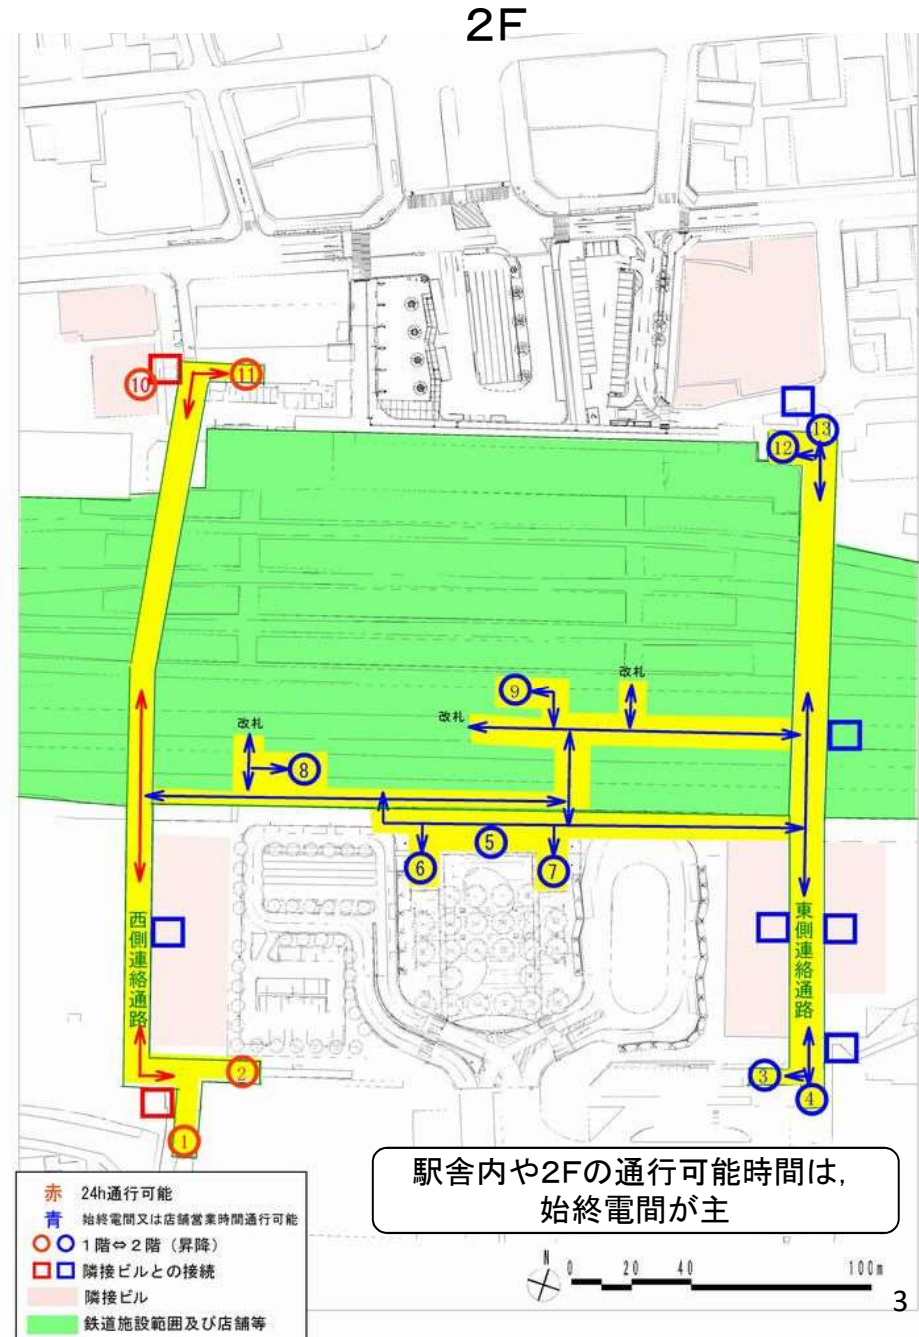 2F
⑩
⑪
⑬
⑫
改札
⑨
改札
改札
⑧
⑤
⑥
⑦
西側連絡通路
東側連絡通路
②
③
④
①
駅舎内や2Fの通行可能時間は,
始終電間が主
赤 24h通行可能
青 始終電間又は店舗営業時間通行可能
1階⇔2階（昇降）
隣接ビルとの接続
隣接ビル
鉄道施設範囲及び店舗等
N
0 20 40 100m
3